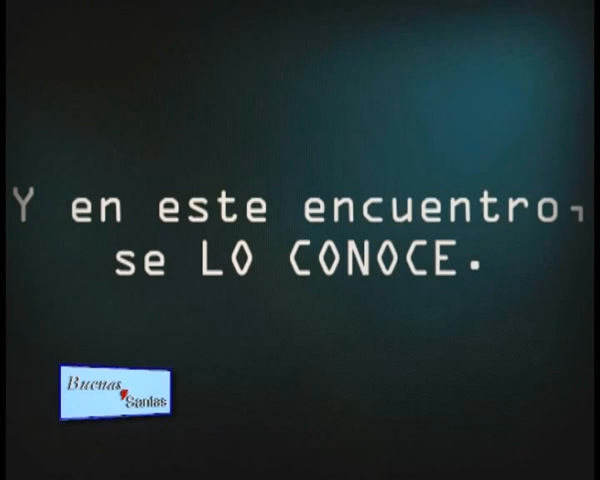 Y en este encuentro,
se LO CONOCE.
Buenas
y
Santas